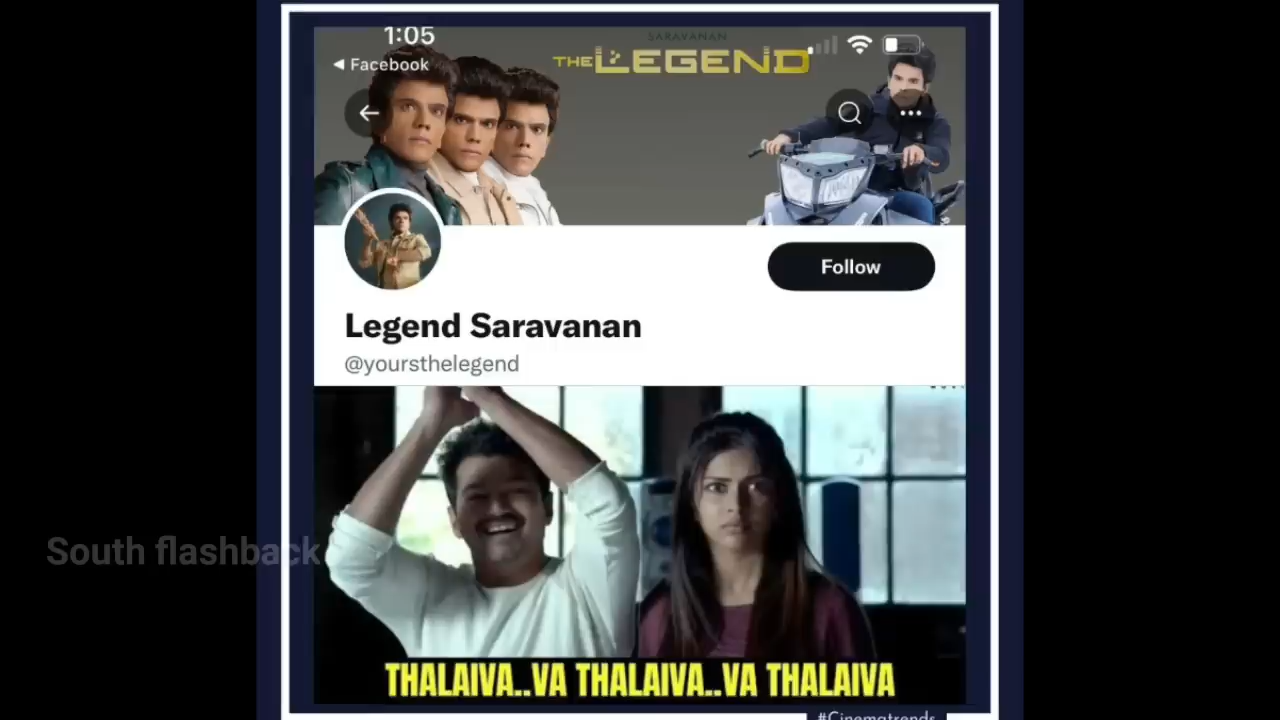 1:05
SARAVANAN
◀ Facebook
THE LEGEND
Follow
Legend Saravanan
@yoursthelegend
South flashback
THALAIVA..VA THALAIVA..VA THALAIVA
#Cinematrends